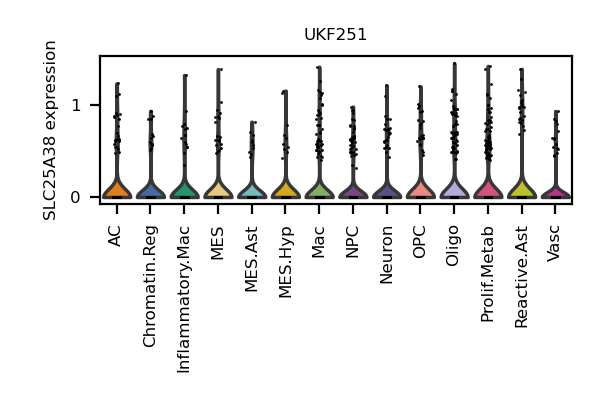 UKF251
SLC25A38 expression
1
0
AC
Chromatin.Reg
Inflammatory.Mac
MES
MES.Ast
MES.Hyp
Mac
NPC
Neuron
OPC
Oligo
Prolif.Metab
Reactive.Ast
Vasc